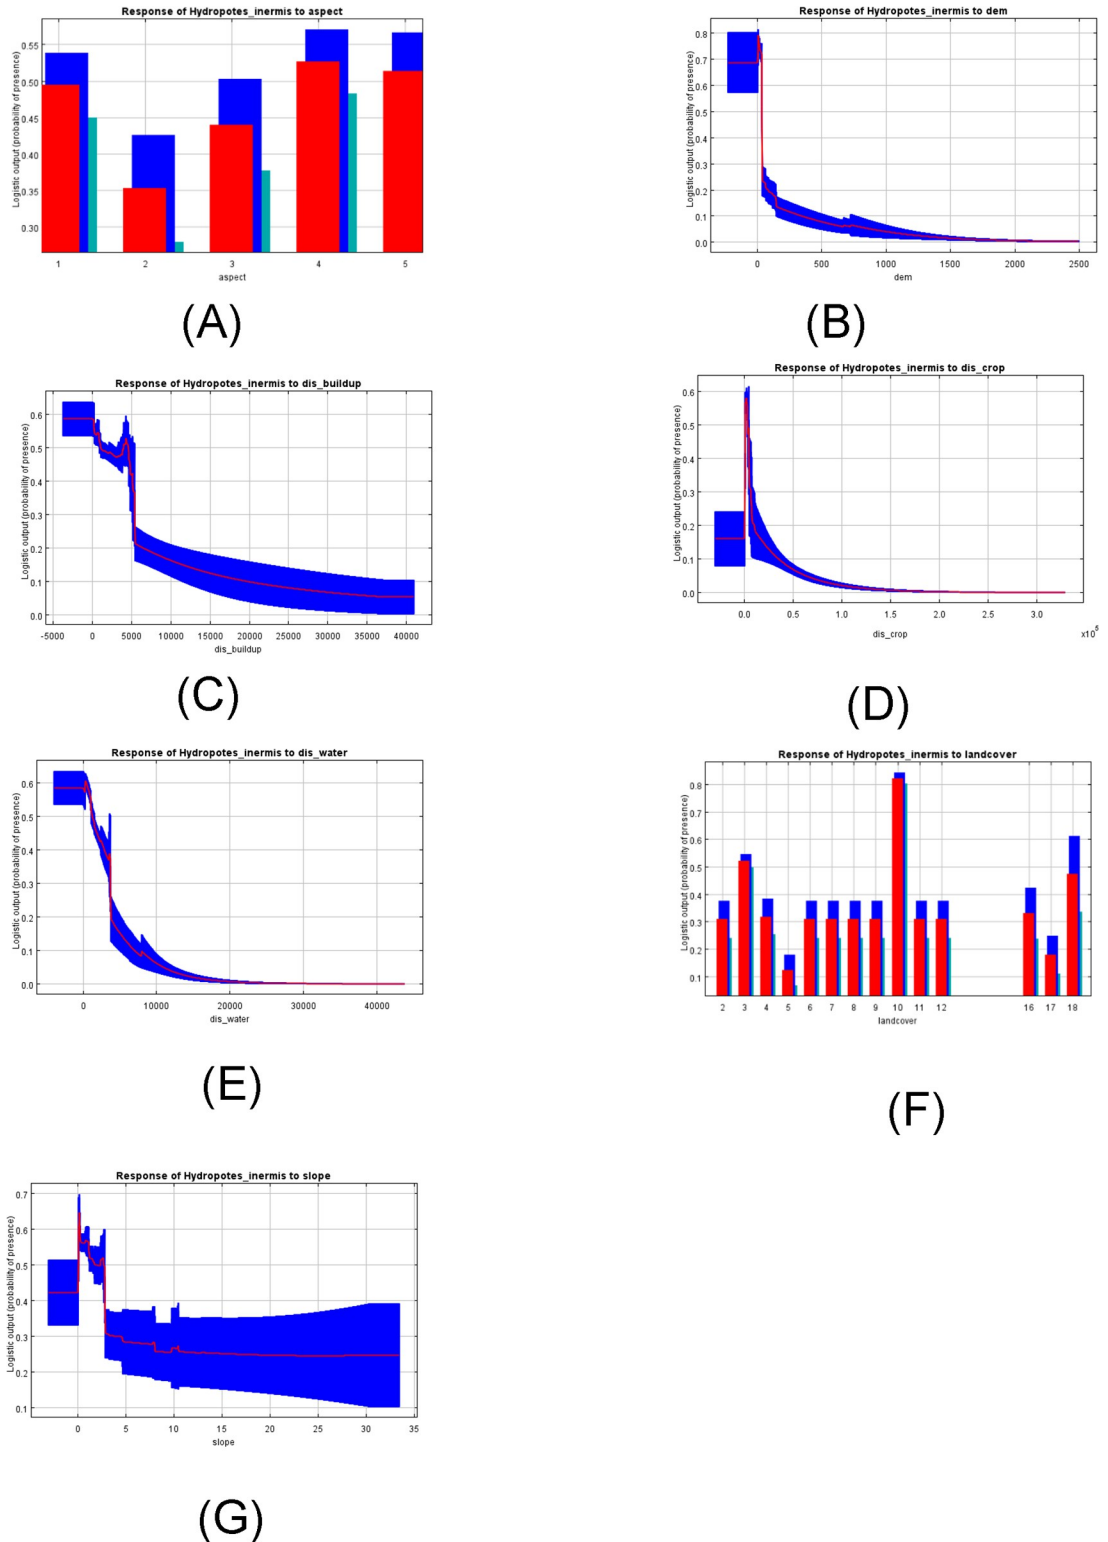 Response of Hydropotes_inermis to aspect
Logistic output (probability of presence)
0.55
0.50
0.45
0.40
0.35
0.30
1 2 3 4 5
aspect
(A)
Response of Hydropotes_inermis to dem
Logistic output (probability of presence)
0.8
0.7
0.6
0.5
0.4
0.3
0.2
0.1
0.0
0 500 1000 1500 2000 2500
dem
(B)
Response of Hydropotes_inermis to dis_buildup
Logistic output (probability of presence)
0.6
0.5
0.4
0.3
0.2
0.1
0.0
-5000 0 5000 10000 15000 20000 25000 30000 35000 40000
dis_buildup
(C)
Response of Hydropotes_inermis to dis_crop
Logistic output (probability of presence)
0.6
0.5
0.4
0.3
0.2
0.1
0.0
0.0 0.5 1.0 1.5 2.0 2.5 3.0
x10⁵
dis_crop
(D)
Response of Hydropotes_inermis to dis_water
Logistic output (probability of presence)
0.6
0.5
0.4
0.3
0.2
0.1
0.0
0 10000 20000 30000 40000
dis_water
(E)
Response of Hydropotes_inermis to landcover
Logistic output (probability of presence)
0.8
0.7
0.6
0.5
0.4
0.3
0.2
0.1
2 3 4 5 6 7 8 9 10 11 12 16 17 18
landcover
(F)
Response of Hydropotes_inermis to slope
Logistic output (probability of presence)
0.7
0.6
0.5
0.4
0.3
0.2
0.1
0 5 10 15 20 25 30 35
slope
(G)